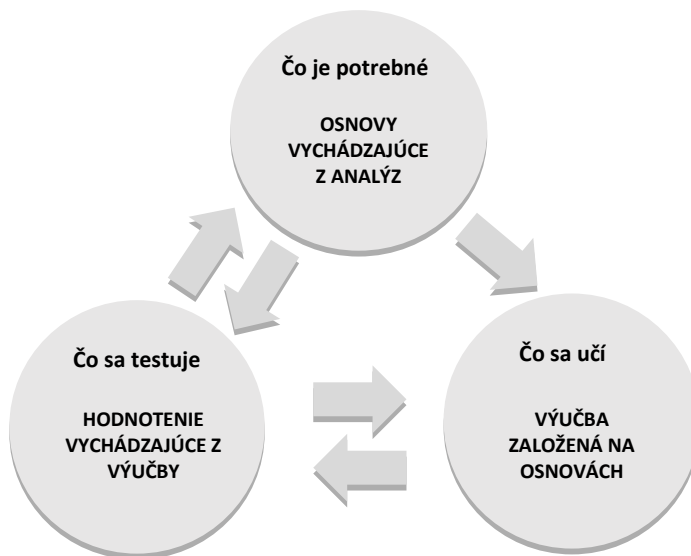 Čo je potrebné
OSNOVY
VYCHÁDZAJÚCE
Z ANALÝZ
Čo sa testuje
HODNOTENIE
VYCHÁDZAJÚCE Z
VÝUČBY
Čo sa učí
VÝUČBA
ZALOŽENÁ NA
OSNOVÁCH